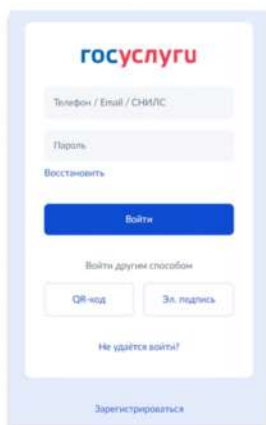 госуслуги
Телефон / Email / СНИЛС
Пароль
Восстановить
Войти
Войти другим способом
QR-код Эл. подпись
Не удаётся войти?
Зарегистрироваться